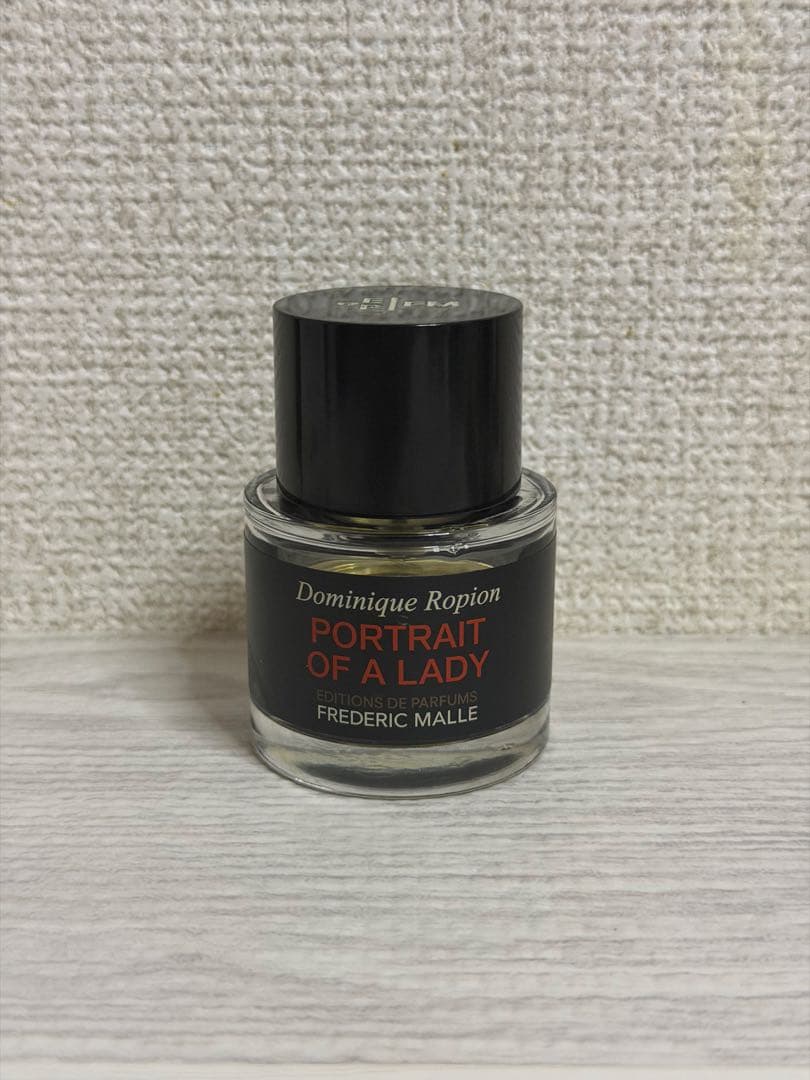 Dominique Ropion
PORTRAIT
OF A LADY
EDITIONS DE PARFUMS
FREDERIC MALLE